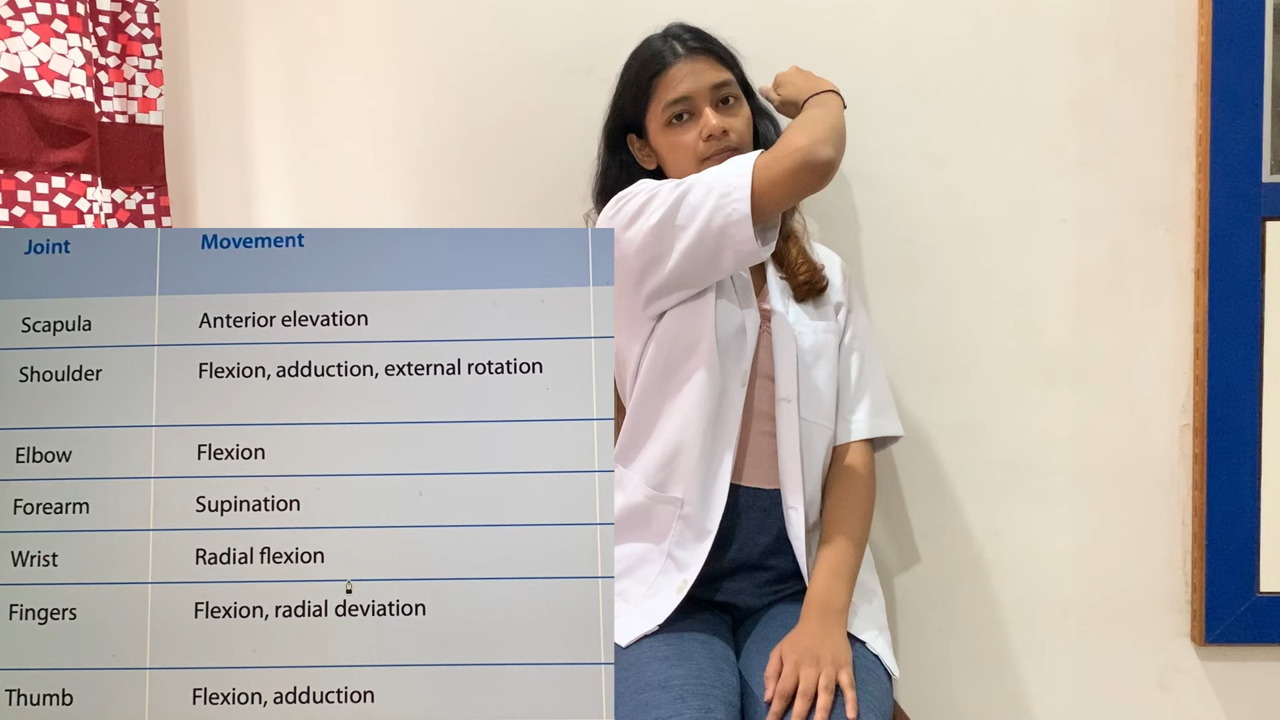 Joint Movement
Scapula Anterior elevation
Shoulder Flexion, adduction, external rotation
Elbow Flexion
Forearm Supination
Wrist Radial flexion
Fingers Flexion, radial deviation
Thumb Flexion, adduction